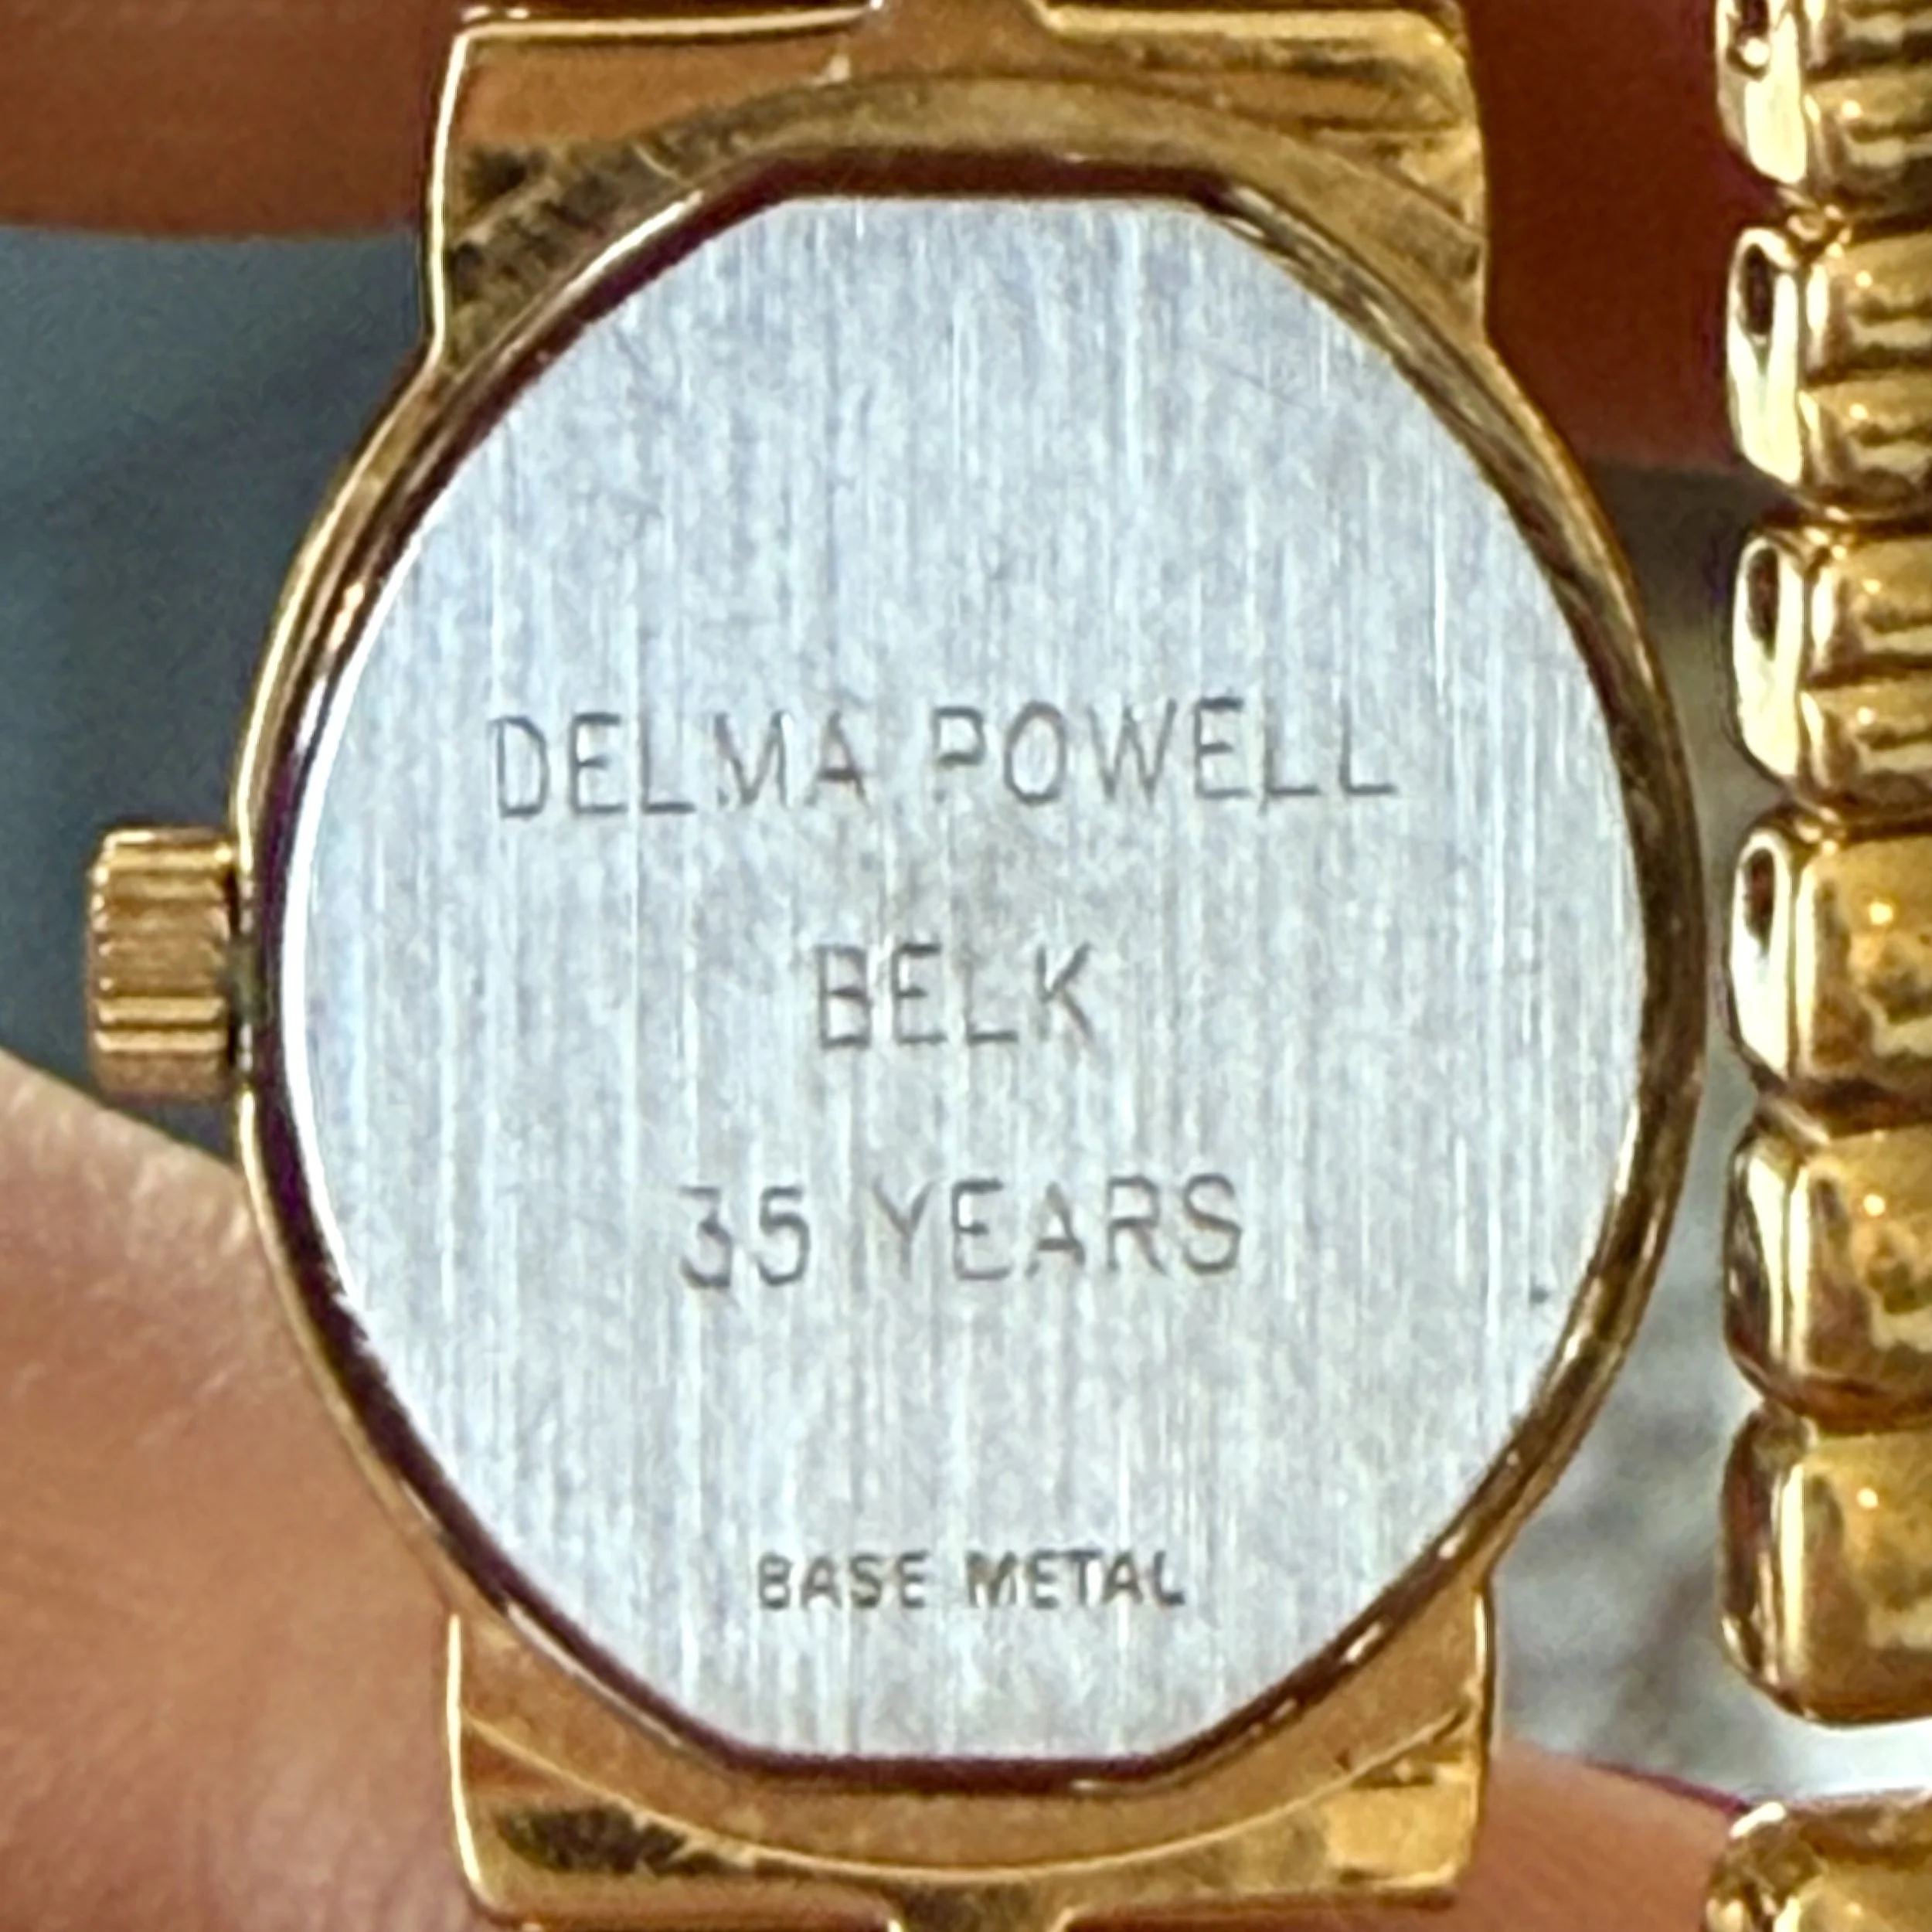 DELMA POWELL
BELK
35 YEARS
BASE METAL